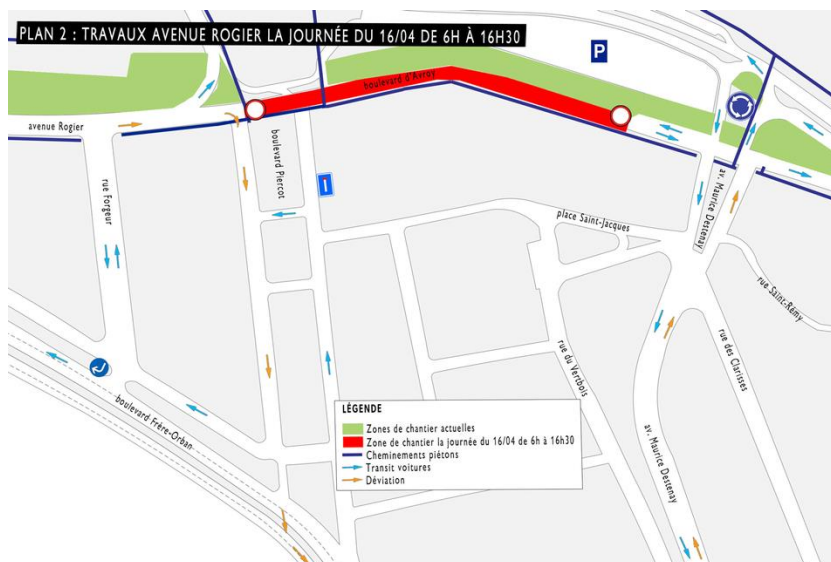 PLAN 2 : TRAVAUX AVENUE ROGIER LA JOURNÉE DU 16/04 DE 6H À 16H30
P
boulevard d'Avroy
avenue Rogier
boulevard Piercot
rue Forgeur
place Saint-Jacques
av. Maurice Destenay
rue Saint-Rémy
rue du Vertbois
rue des Clarisses
boulevard Frère-Orban
av. Maurice Destenay
LÉGENDE
Zones de chantier actuelles
Zone de chantier la journée du 16/04 de 6h à 16h30
Cheminements piétons
Transit voitures
Déviation